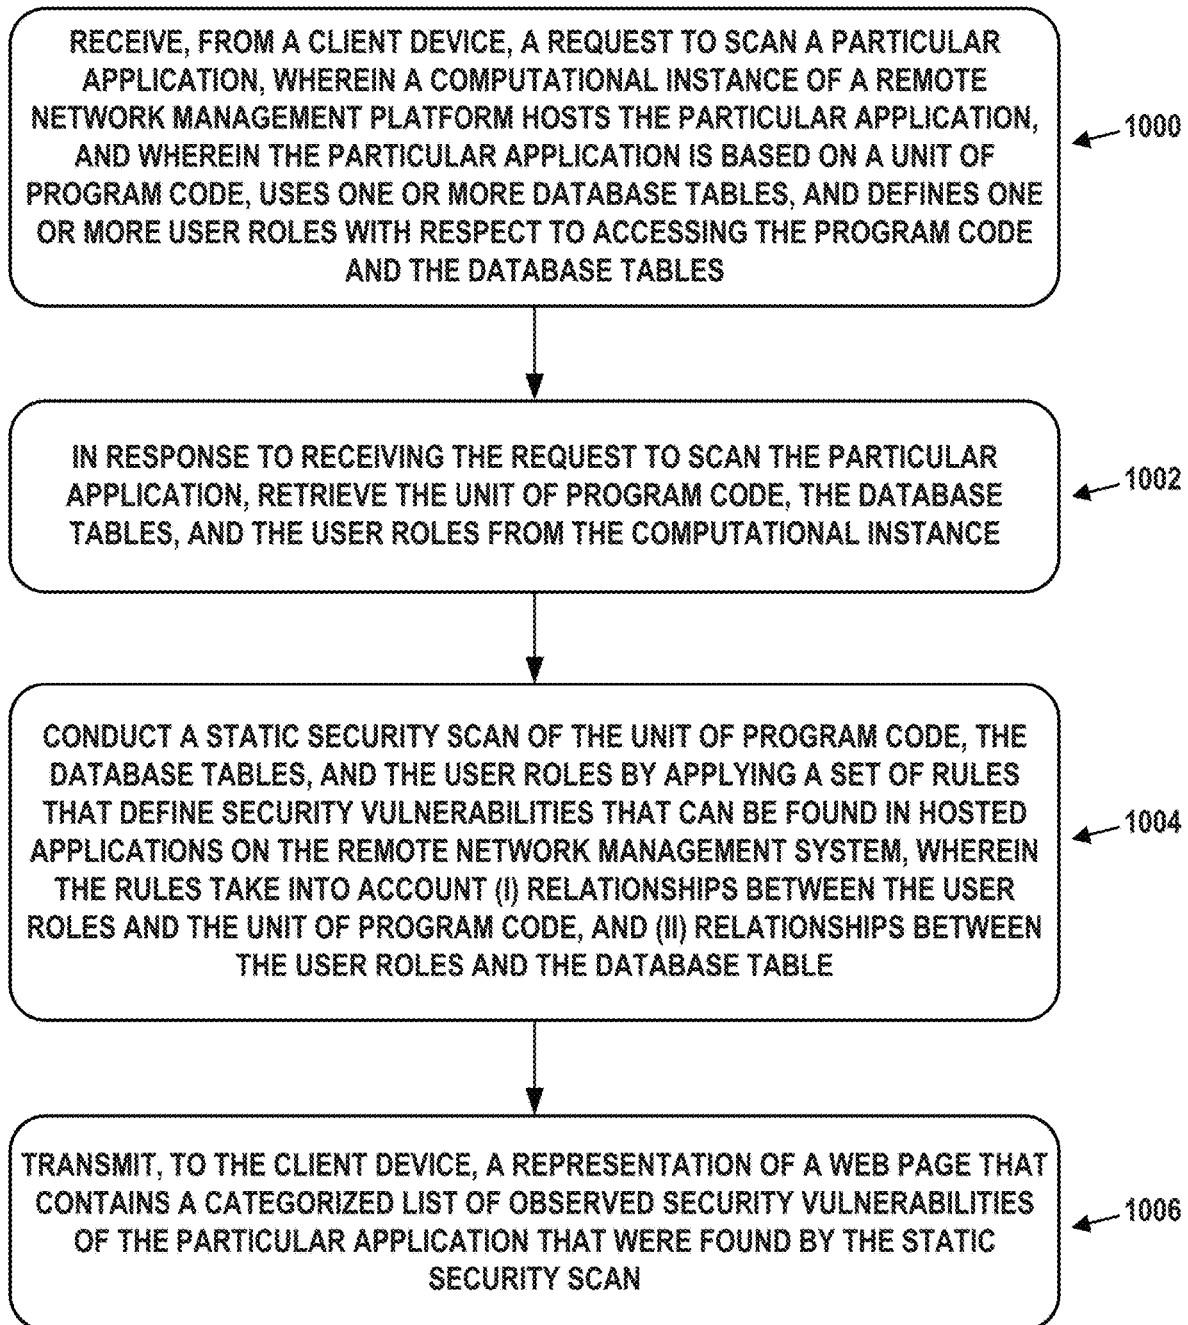 RECEIVE, FROM A CLIENT DEVICE, A REQUEST TO SCAN A PARTICULAR
APPLICATION, WHEREIN A COMPUTATIONAL INSTANCE OF A REMOTE
NETWORK MANAGEMENT PLATFORM HOSTS THE PARTICULAR APPLICATION,
AND WHEREIN THE PARTICULAR APPLICATION IS BASED ON A UNIT OF
PROGRAM CODE, USES ONE OR MORE DATABASE TABLES, AND DEFINES ONE
OR MORE USER ROLES WITH RESPECT TO ACCESSING THE PROGRAM CODE
AND THE DATABASE TABLES
1000
IN RESPONSE TO RECEIVING THE REQUEST TO SCAN THE PARTICULAR
APPLICATION, RETRIEVE THE UNIT OF PROGRAM CODE, THE DATABASE
TABLES, AND THE USER ROLES FROM THE COMPUTATIONAL INSTANCE
1002
CONDUCT A STATIC SECURITY SCAN OF THE UNIT OF PROGRAM CODE, THE
DATABASE TABLES, AND THE USER ROLES BY APPLYING A SET OF RULES
THAT DEFINE SECURITY VULNERABILITIES THAT CAN BE FOUND IN HOSTED
APPLICATIONS ON THE REMOTE NETWORK MANAGEMENT SYSTEM, WHEREIN
THE RULES TAKE INTO ACCOUNT (I) RELATIONSHIPS BETWEEN THE USER
ROLES AND THE UNIT OF PROGRAM CODE, AND (II) RELATIONSHIPS BETWEEN
THE USER ROLES AND THE DATABASE TABLE
1004
TRANSMIT, TO THE CLIENT DEVICE, A REPRESENTATION OF A WEB PAGE THAT
CONTAINS A CATEGORIZED LIST OF OBSERVED SECURITY VULNERABILITIES
OF THE PARTICULAR APPLICATION THAT WERE FOUND BY THE STATIC
SECURITY SCAN
1006